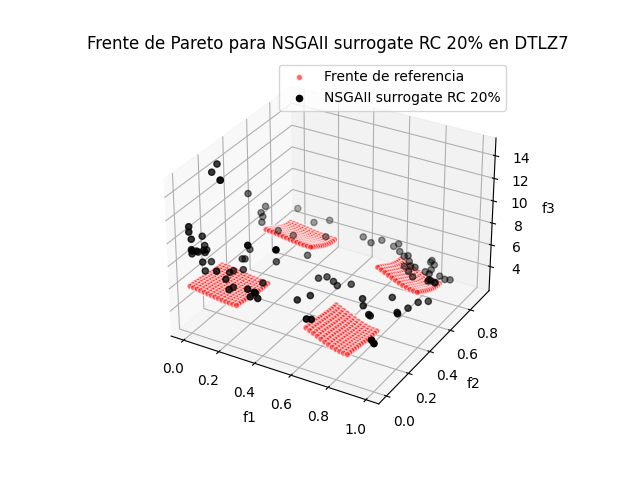 Frente de Pareto para NSGAII surrogate RC 20% en DTLZ7
Frente de referencia
NSGAII surrogate RC 20%
14
12
10
8
6
4
f3
0.8
0.6
0.4
0.2
0.0
f2
0.0
0.2
0.4
0.6
0.8
1.0
f1